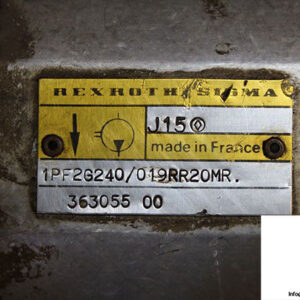 REXROTH SIGMA
J15
made in France
1PF2G240/019RR20MR.
363055 00